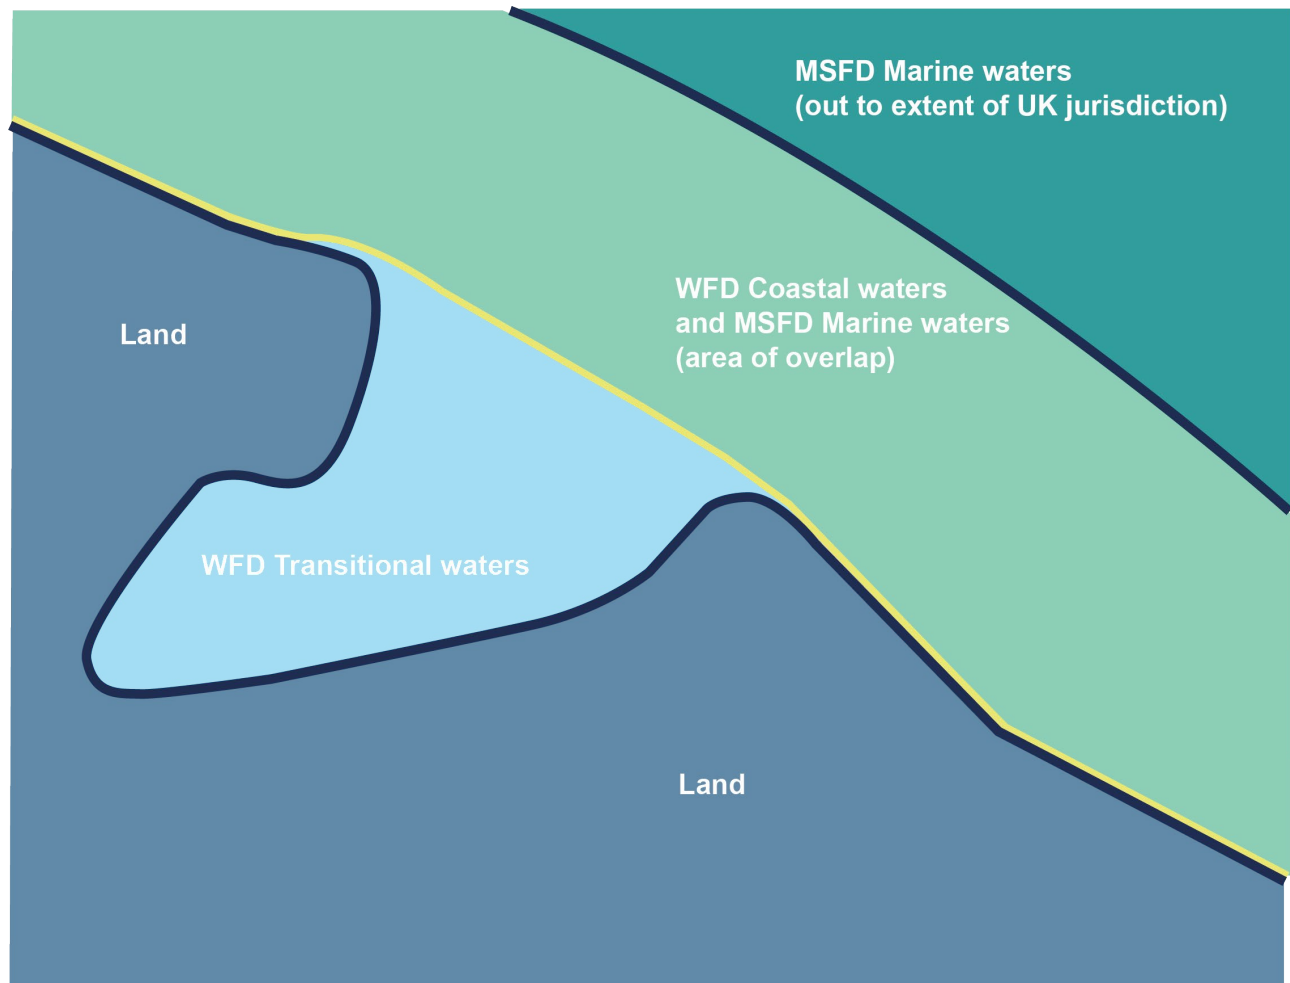 MSFD Marine waters
(out to extent of UK jurisdiction)
WFD Coastal waters
and MSFD Marine waters
(area of overlap)
Land
WFD Transitional waters
Land